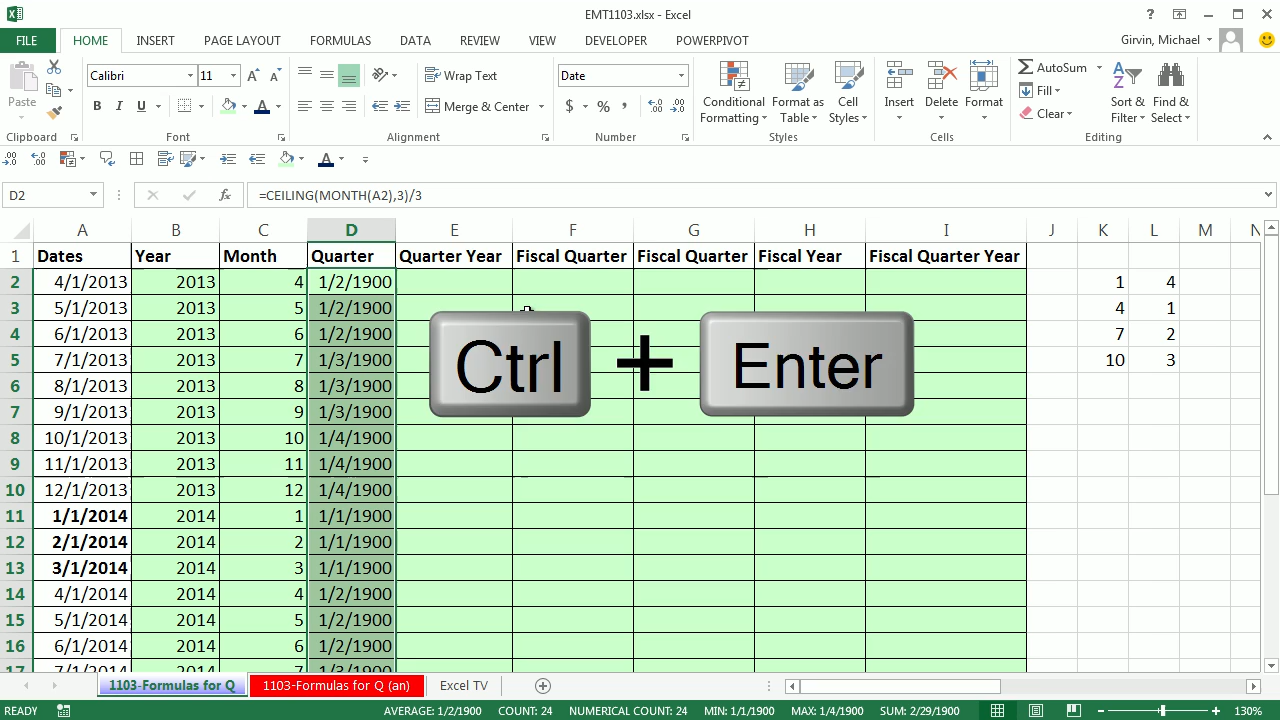 EMT1103.xlsx - Excel
FILE HOME INSERT PAGE LAYOUT FORMULAS DATA REVIEW VIEW DEVELOPER POWERPIVOT Girvin, Michael
Paste
Calibri 11
B I U
Wrap Text
Merge & Center
Date
$ % ,
Conditional Formatting
Format as Table
Cell Styles
Insert Delete Format
AutoSum
Fill
Clear
Sort & Filter
Find & Select
Clipboard Font Alignment Number Styles Cells Editing
D2 fx =CEILING(MONTH(A2),3)/3
A B C D E F G H I J K L M N
1 Dates Year Month Quarter Quarter Year Fiscal Quarter Fiscal Quarter Fiscal Year Fiscal Quarter Year
2 4/1/2013 2013 4 1/2/1900 1 4
3 5/1/2013 2013 5 1/2/1900 4 1
4 6/1/2013 2013 6 1/2/1900 7 2
5 7/1/2013 2013 7 1/3/1900 10 3
Ctrl + Enter
6 8/1/2013 2013 8 1/3/1900
7 9/1/2013 2013 9 1/3/1900
8 10/1/2013 2013 10 1/4/1900
9 11/1/2013 2013 11 1/4/1900
10 12/1/2013 2013 12 1/4/1900
11 1/1/2014 2014 1 1/1/1900
12 2/1/2014 2014 2 1/1/1900
13 3/1/2014 2014 3 1/1/1900
14 4/1/2014 2014 4 1/2/1900
15 5/1/2014 2014 5 1/2/1900
16 6/1/2014 2014 6 1/2/1900
17 7/1/2014 2014 7 1/3/1900
1103-Formulas for Q 1103-Formulas for Q (an) Excel TV
READY AVERAGE: 1/2/1900 COUNT: 24 NUMERICAL COUNT: 24 MIN: 1/1/1900 MAX: 1/4/1900 SUM: 2/29/1900 130%